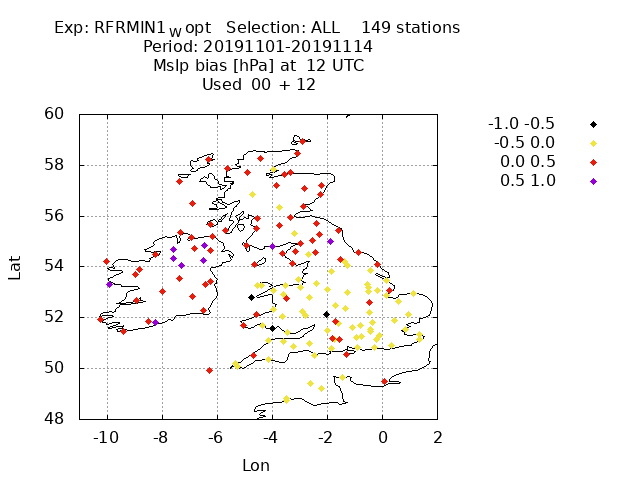 Exp: RFRMIN1_W opt Selection: ALL 149 stations
Period: 20191101-20191114
Mslp bias [hPa] at 12 UTC
Used 00 + 12
-1.0 -0.5
-0.5 0.0
0.0 0.5
0.5 1.0
60
58
56
54
52
50
48
Lat
-10 -8 -6 -4 -2 0 2
Lon